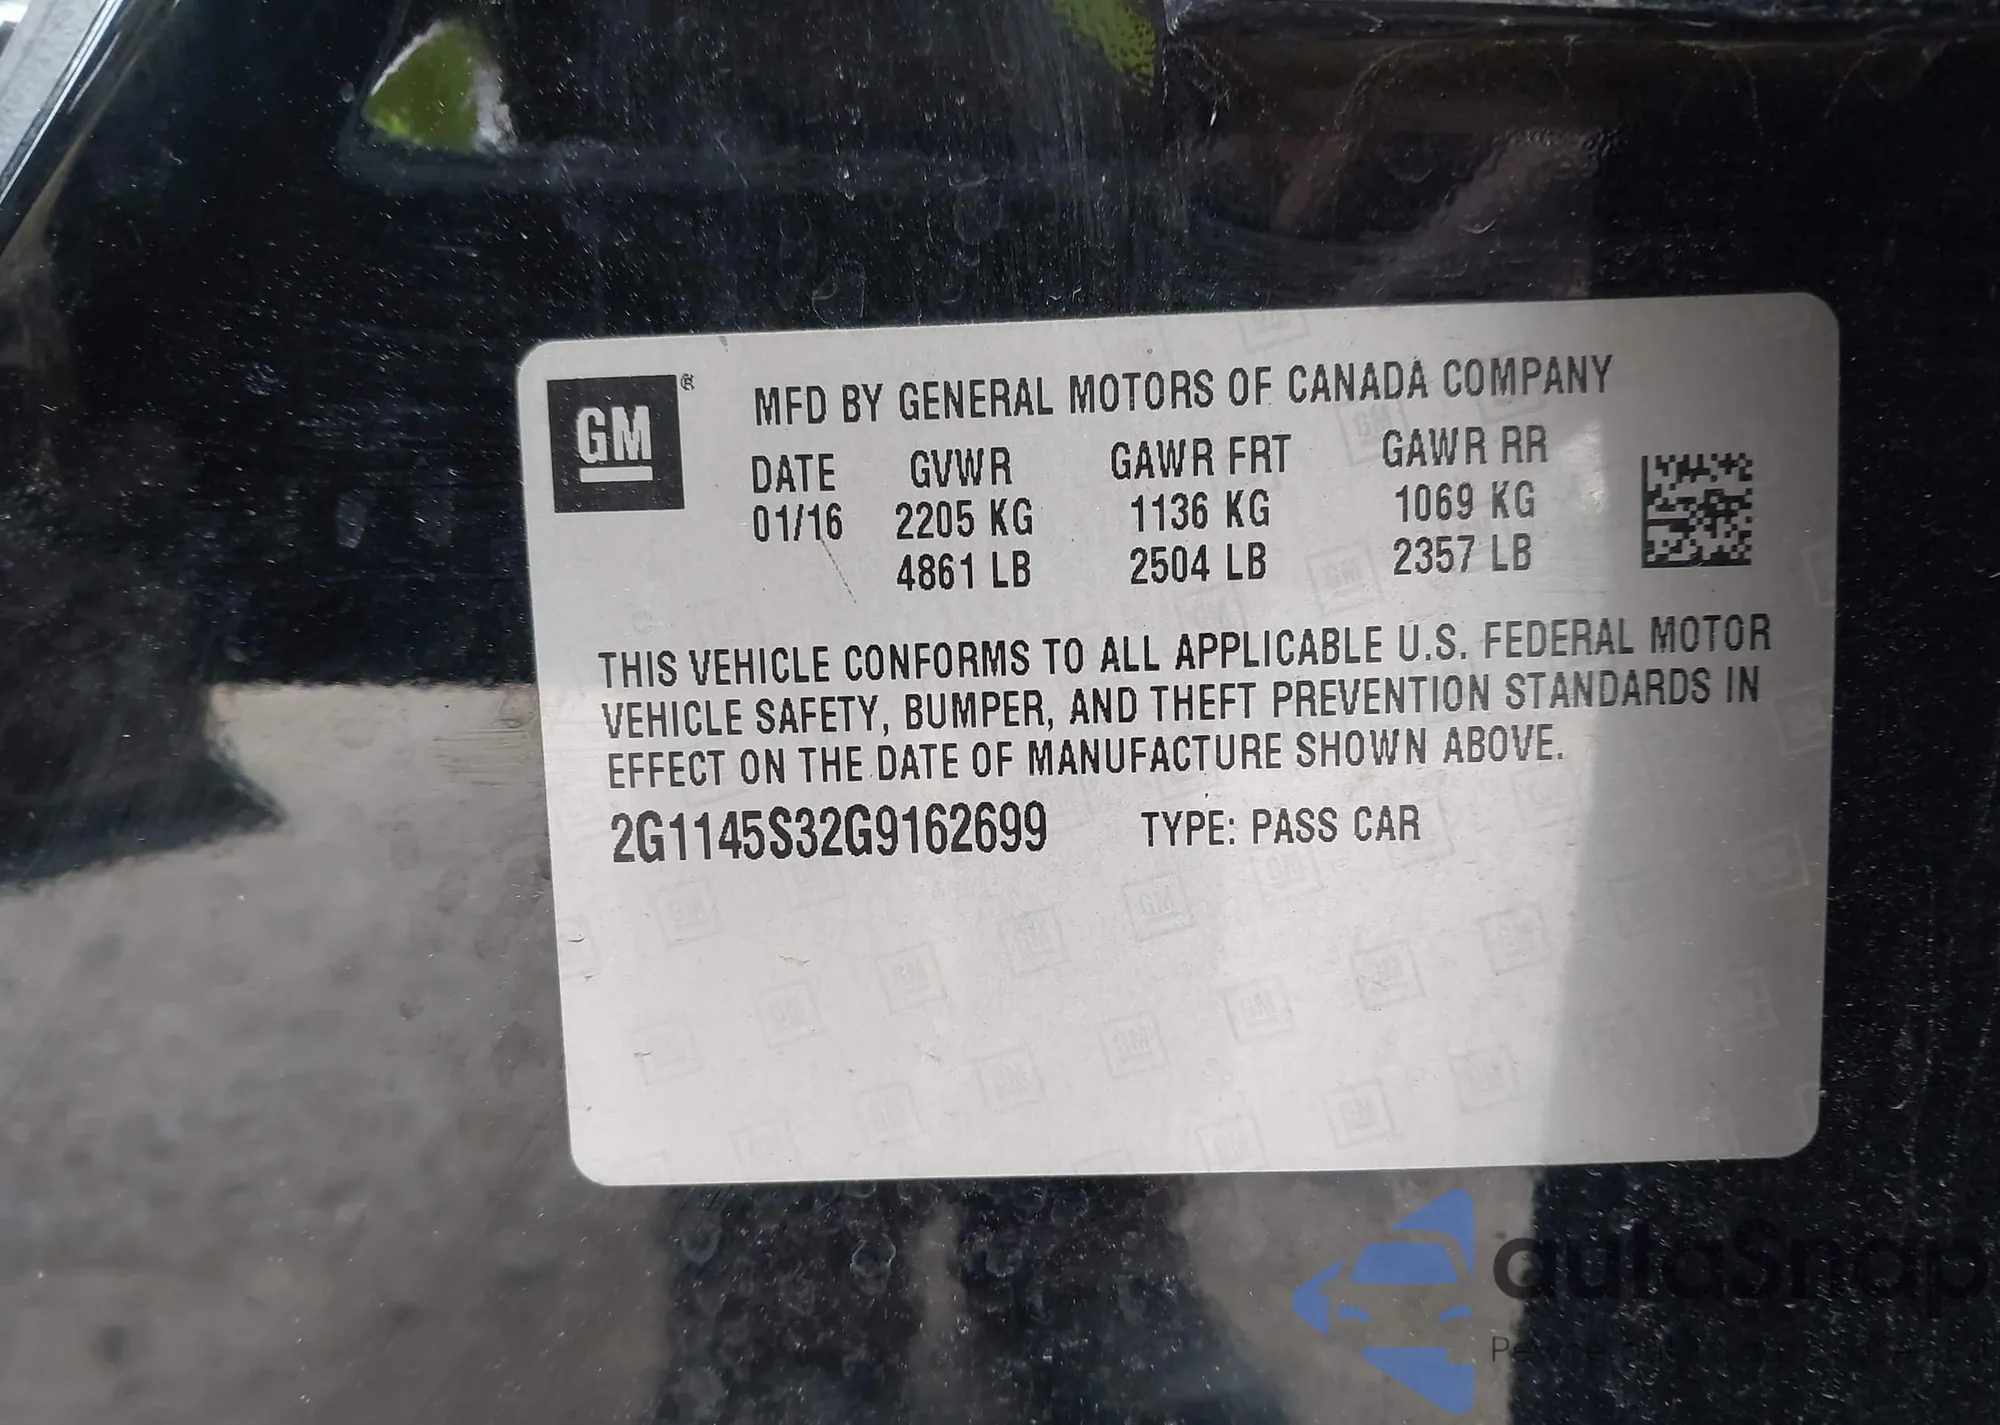 GM ®
MFD BY GENERAL MOTORS OF CANADA COMPANY
DATE GVWR GAWR FRT GAWR RR
01/16 2205 KG 1136 KG 1069 KG
4861 LB 2504 LB 2357 LB
THIS VEHICLE CONFORMS TO ALL APPLICABLE U.S. FEDERAL MOTOR
VEHICLE SAFETY, BUMPER, AND THEFT PREVENTION STANDARDS IN
EFFECT ON THE DATE OF MANUFACTURE SHOWN ABOVE.
2G1145S32G9162699 TYPE: PASS CAR
autaSnap